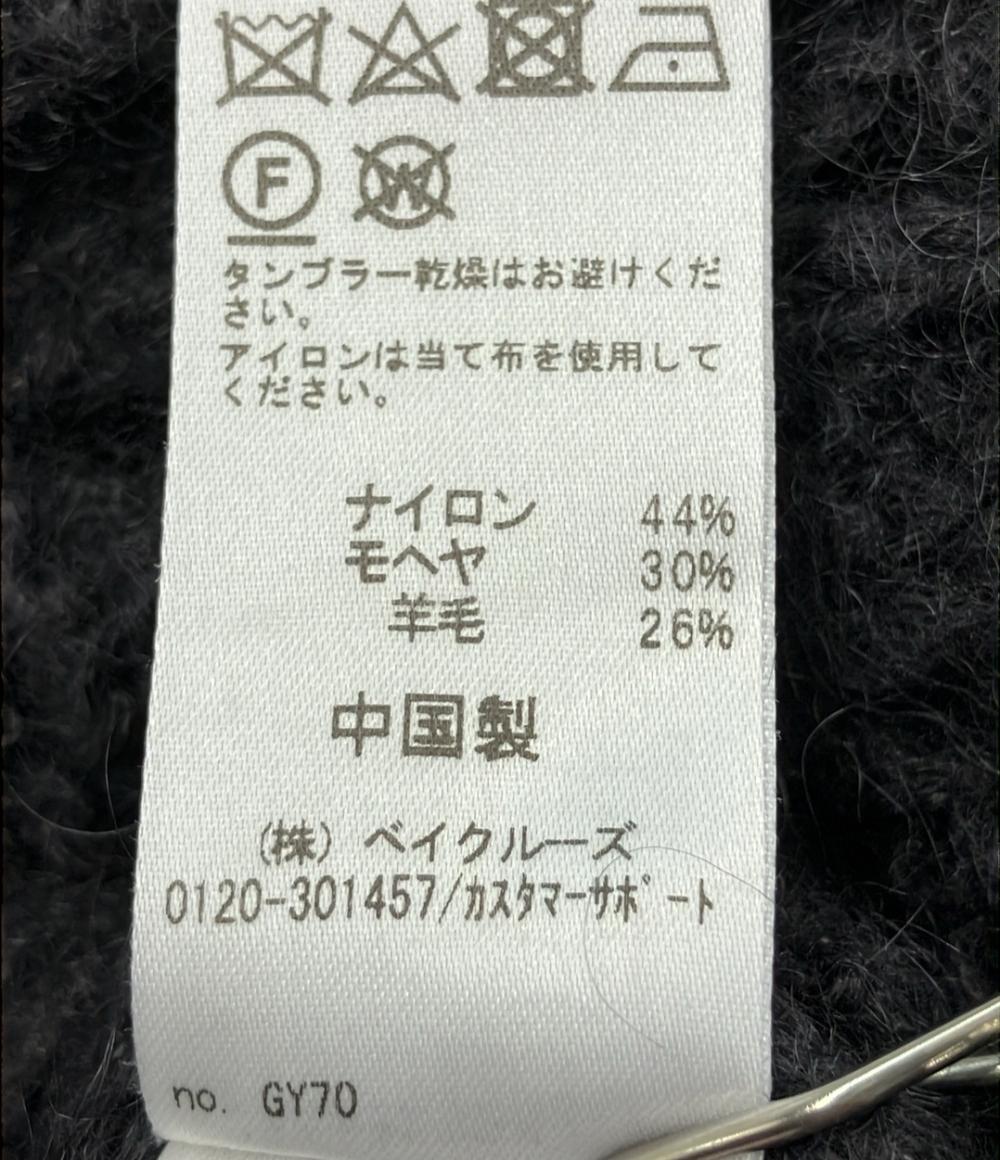 F W
タンブラー乾燥はお避けくだ
さい。
アイロンは当て布を使用して
ください。
ナイロン 44%
モヘヤ 30%
羊毛 26%
中国製
(株) ベイクルーズ
0120-301457/ｶｽﾀﾏｰｻﾎﾟｰﾄ
no. GY70